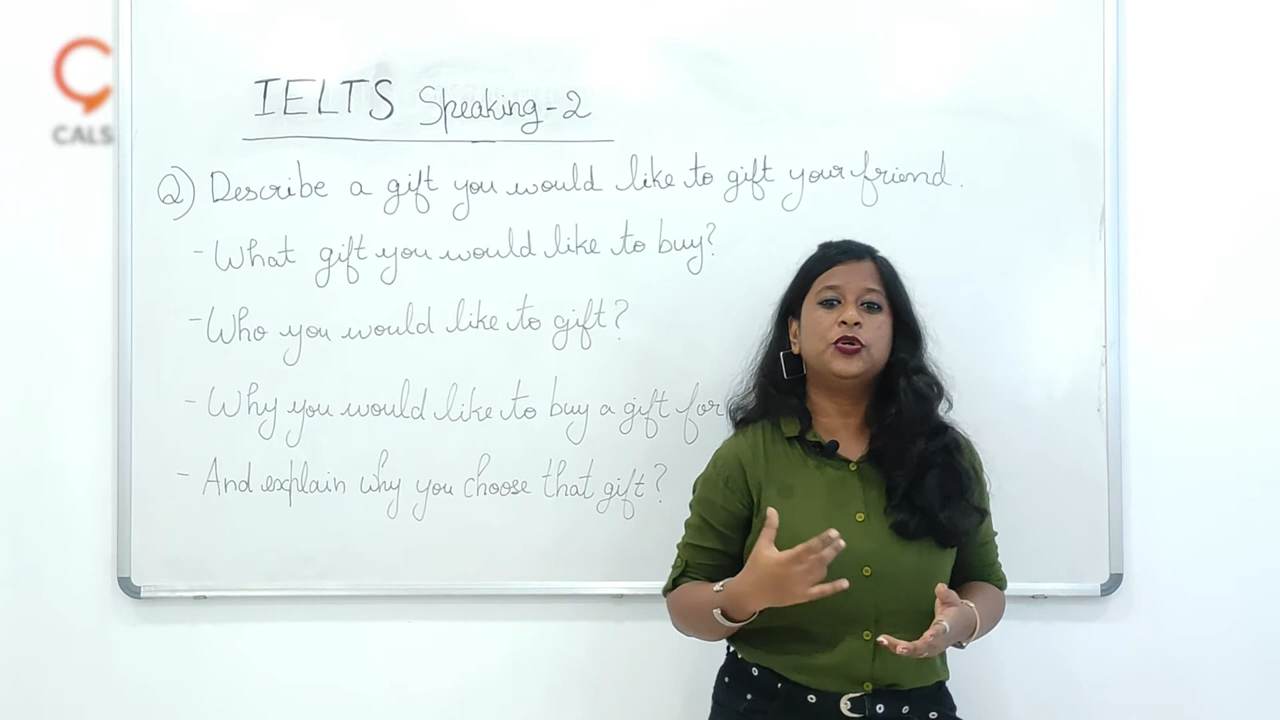 CALS
IELTS Speaking-2
Q) Describe a gift you would like to gift your friend.
- What gift you would like to buy?
- Who you would like to gift?
- Why you would like to buy a gift for
- And explain why you choose that gift?